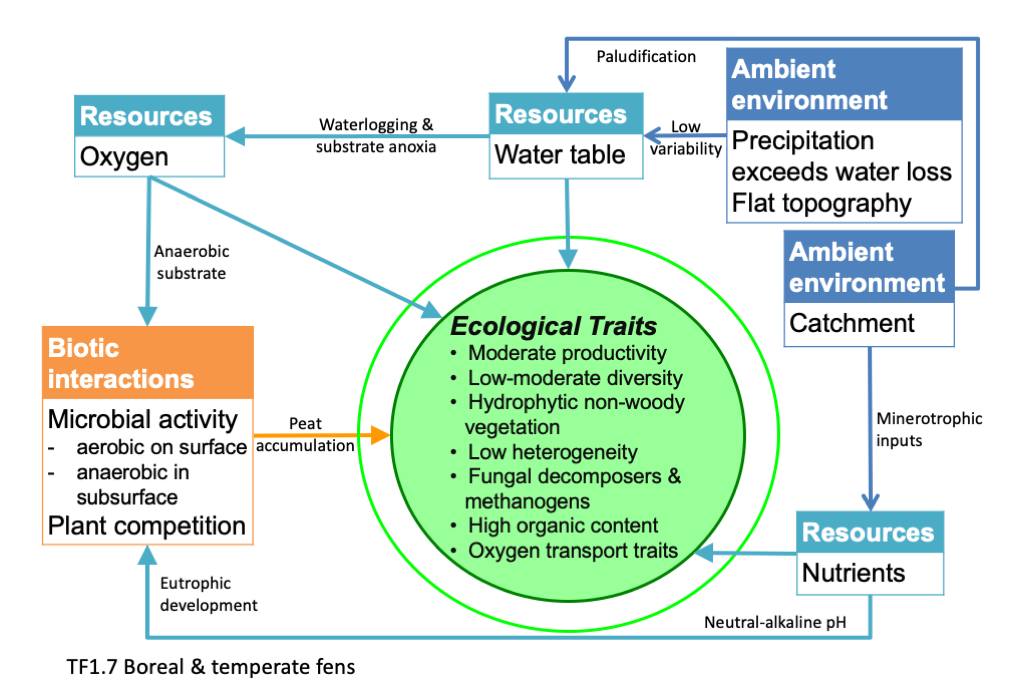 Paludification
Ambient
environment
Precipitation
exceeds water loss
Flat topography
Resources
Water table
Low
variability
Waterlogging &
substrate anoxia
Resources
Oxygen
Anaerobic
substrate
Ambient
environment
Catchment
Minerotrophic
inputs
Biotic
interactions
Microbial activity
- aerobic on surface
- anaerobic in
subsurface
Plant competition
Peat
accumulation
Ecological Traits
• Moderate productivity
• Low-moderate diversity
• Hydrophytic non-woody
vegetation
• Low heterogeneity
• Fungal decomposers &
methanogens
• High organic content
• Oxygen transport traits
Resources
Nutrients
Eutrophic
development
Neutral-alkaline pH
TF1.7 Boreal & temperate fens